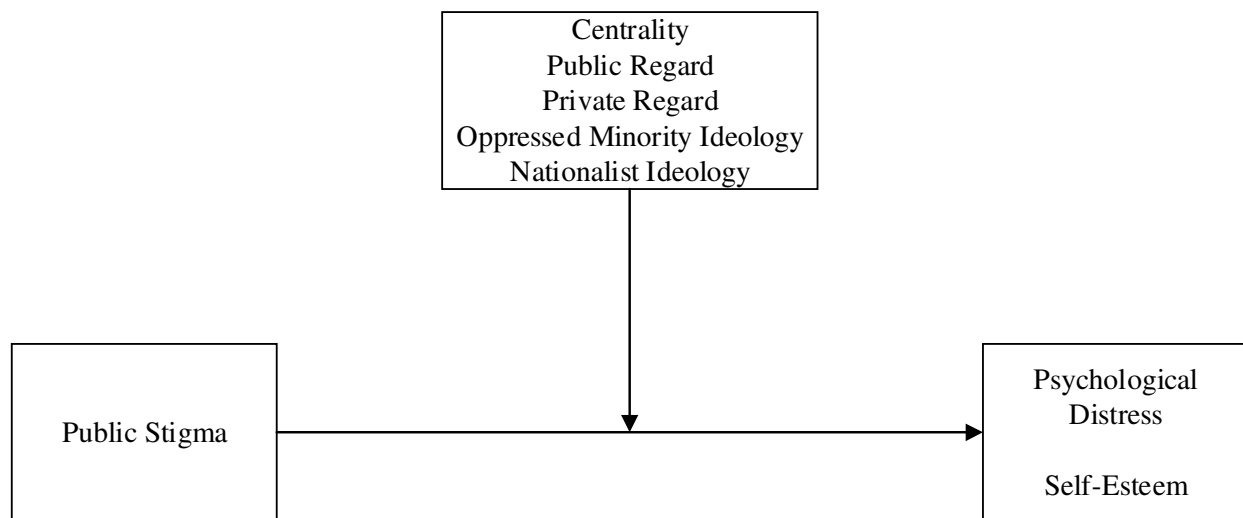 Centrality
Public Regard
Private Regard
Oppressed Minority Ideology
Nationalist Ideology
Public Stigma
Psychological
Distress
Self-Esteem